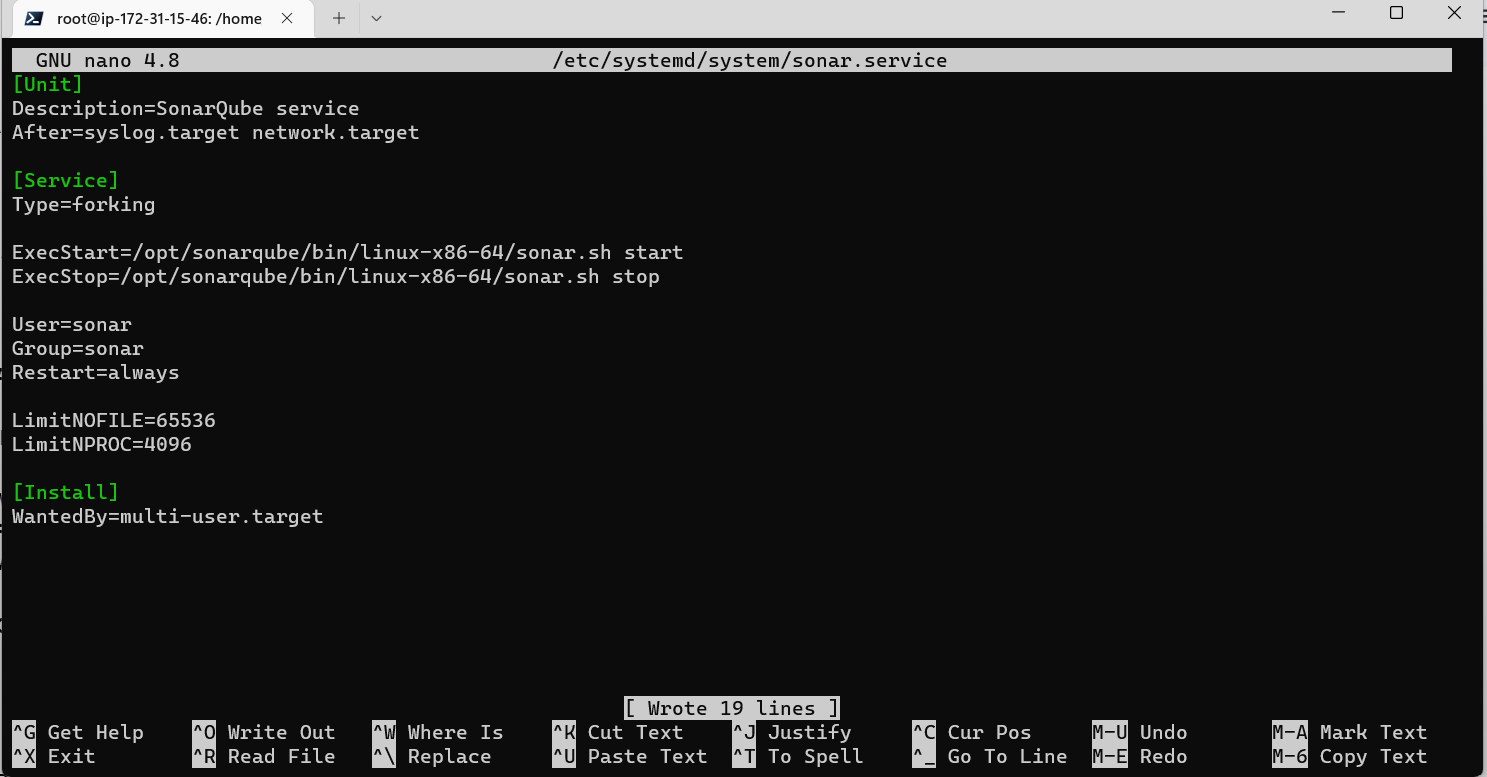 root@ip-172-31-15-46: /home
GNU nano 4.8 /etc/systemd/system/sonar.service
[Unit]
Description=SonarQube service
After=syslog.target network.target
[Service]
Type=forking
ExecStart=/opt/sonarqube/bin/linux-x86-64/sonar.sh start
ExecStop=/opt/sonarqube/bin/linux-x86-64/sonar.sh stop
User=sonar
Group=sonar
Restart=always
LimitNOFILE=65536
LimitNPROC=4096
[Install]
WantedBy=multi-user.target
[ Wrote 19 lines ]
^G Get Help ^O Write Out ^W Where Is ^K Cut Text ^J Justify ^C Cur Pos M-U Undo M-A Mark Text
^X Exit ^R Read File ^\ Replace ^U Paste Text ^T To Spell ^_ Go To Line M-E Redo M-6 Copy Text